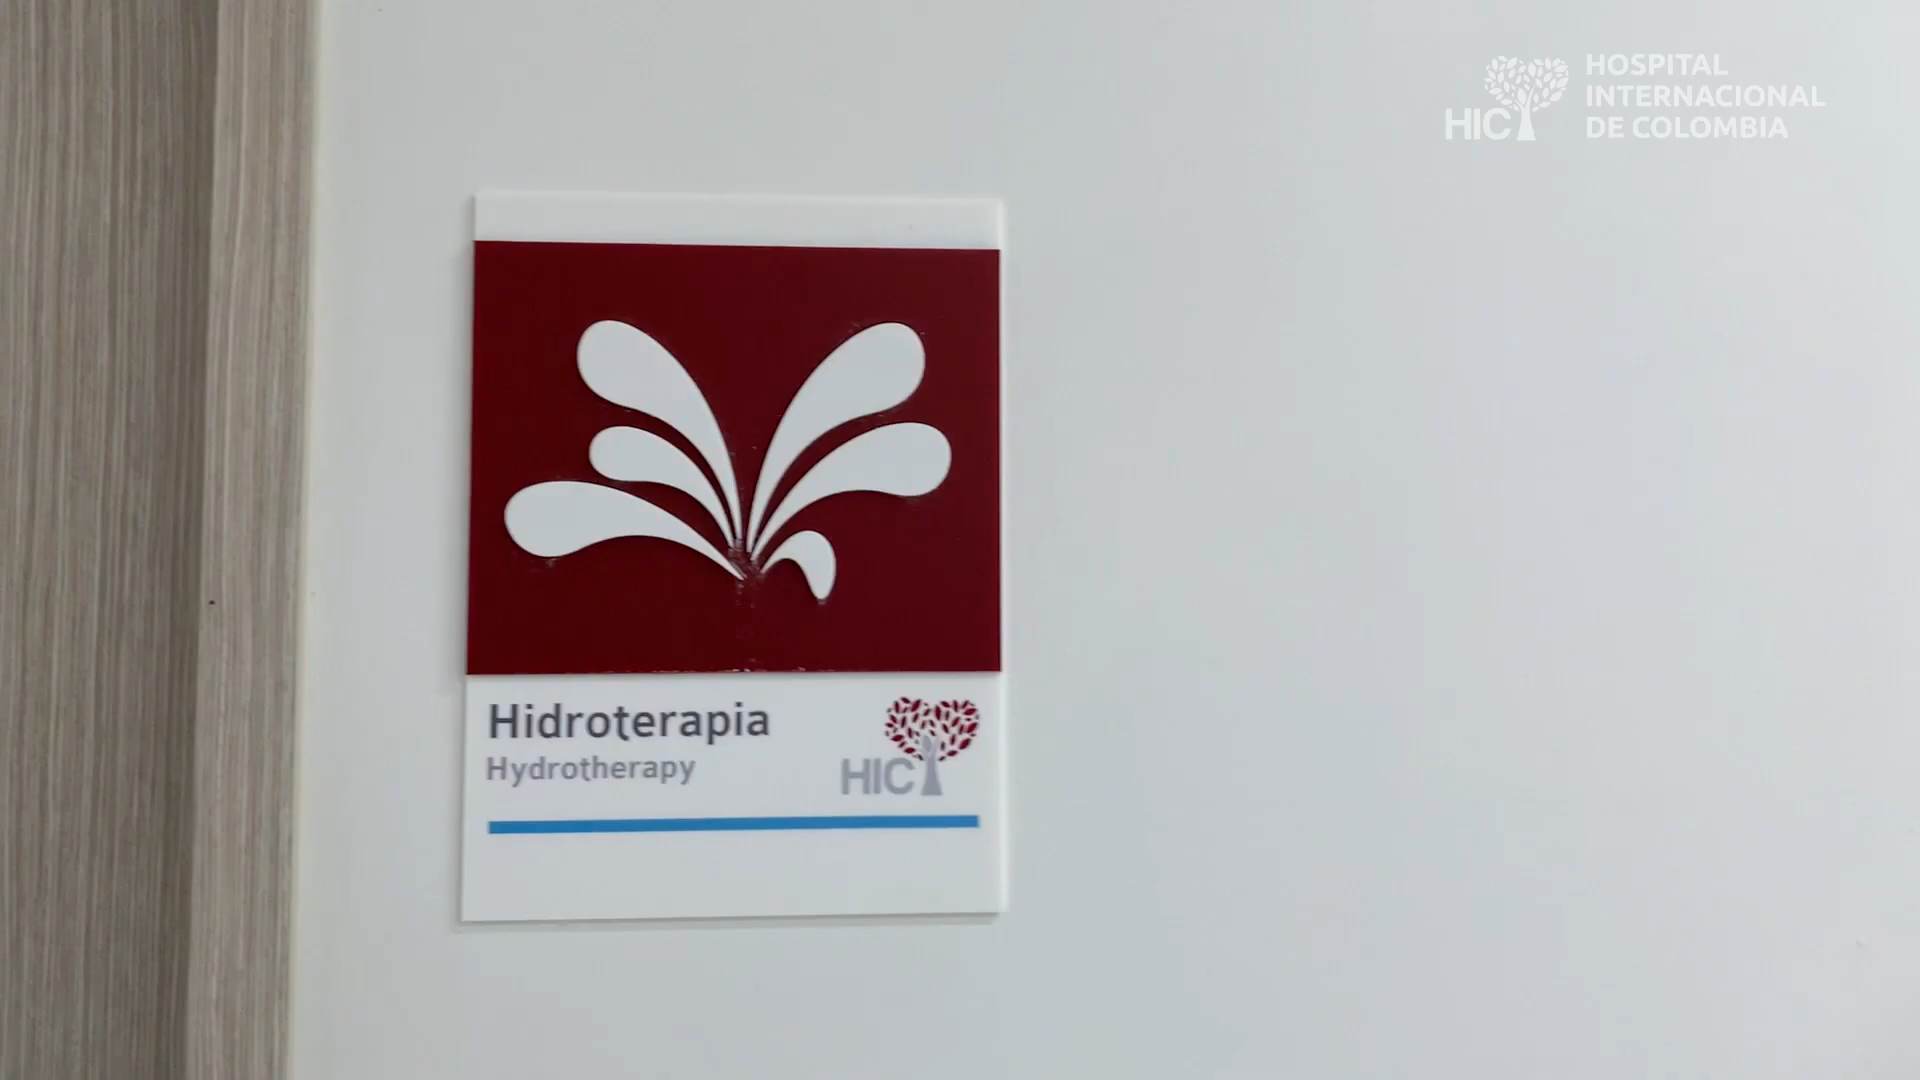 HIC
HOSPITAL
INTERNACIONAL
DE COLOMBIA
Hidroterapia
Hydrotherapy
HIC